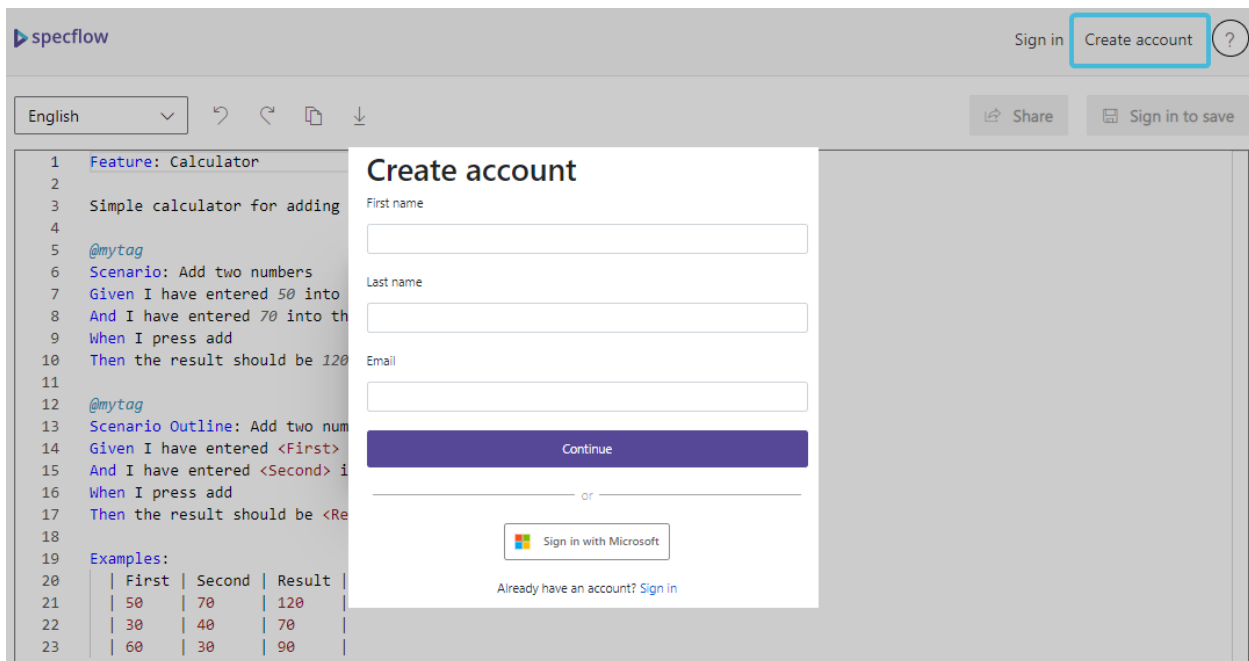 specflow
Sign in
Create account
?
English
Share
Sign in to save
1 Feature: Calculator
2
3 Simple calculator for adding
4
5 @mytag
6 Scenario: Add two numbers
7 Given I have entered 50 into
8 And I have entered 70 into th
9 When I press add
10 Then the result should be 120
11
12 @mytag
13 Scenario Outline: Add two num
14 Given I have entered <First>
15 And I have entered <Second> i
16 When I press add
17 Then the result should be <Re
18
19 Examples:
20 | First | Second | Result |
21 | 50 | 70 | 120 |
22 | 30 | 40 | 70 |
23 | 60 | 30 | 90 |
Create account
First name
Last name
Email
Continue
or
Sign in with Microsoft
Already have an account? Sign in